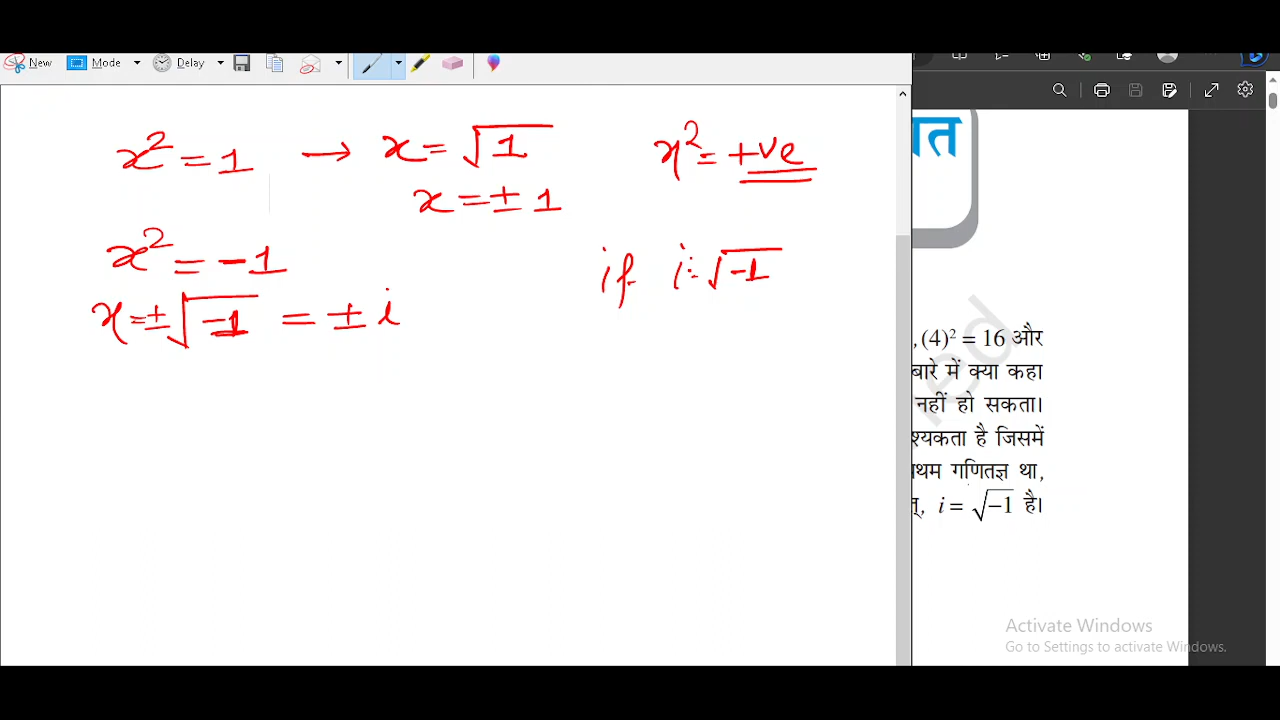 New Mode Delay
x² = 1 → x = √1 x² = +ve
x = ± 1
x² = -1 if i = √-1
x = ± √-1 = ± i
त
, (4)² = 16 और
बारे में क्या कहा
नहीं हो सकता।
श्यकता है जिसमें
थम गणितज्ञ था,
त्, i = √−1 है।
Activate Windows
Go to Settings to activate Windows.